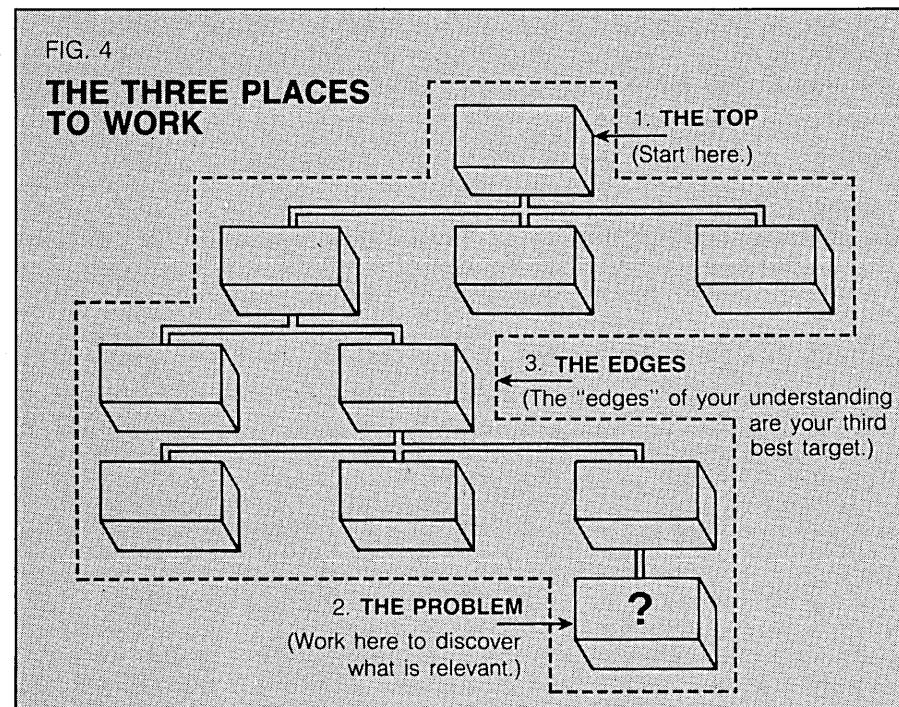 FIG. 4
THE THREE PLACES
TO WORK
1. THE TOP
(Start here.)
3. THE EDGES
(The "edges" of your understanding
are your third
best target.)
2. THE PROBLEM
(Work here to discover
what is relevant.)
?